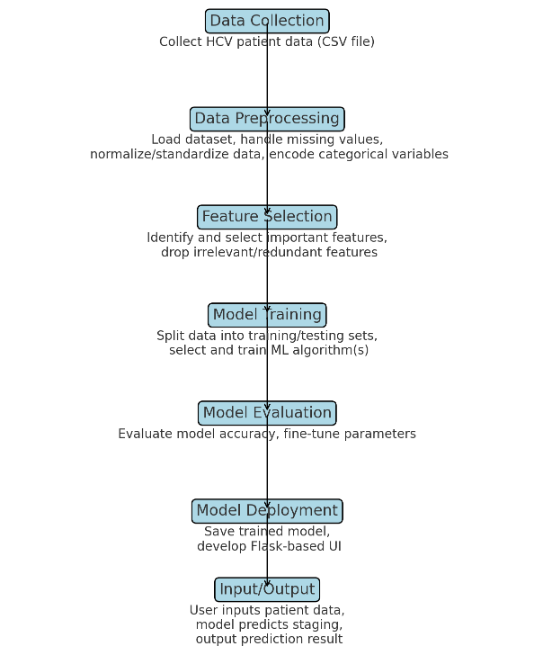 Data Collection
Collect HCV patient data (CSV file)
Data Preprocessing
Load dataset, handle missing values,
normalize/standardize data, encode categorical variables
Feature Selection
Identify and select important features,
drop irrelevant/redundant features
Model Training
Split data into training/testing sets,
select and train ML algorithm(s)
Model Evaluation
Evaluate model accuracy, fine-tune parameters
Model Deployment
Save trained model,
develop Flask-based UI
Input/Output
User inputs patient data,
model predicts staging,
output prediction result